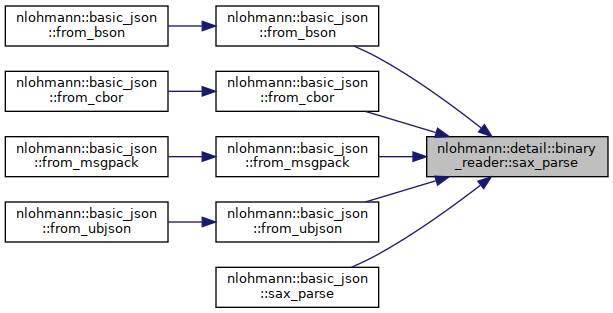 nlohmann::basic_json
::from_bson
nlohmann::basic_json
::from_bson
nlohmann::basic_json
::from_cbor
nlohmann::basic_json
::from_cbor
nlohmann::detail::binary
_reader::sax_parse
nlohmann::basic_json
::from_msgpack
nlohmann::basic_json
::from_msgpack
nlohmann::basic_json
::from_ubjson
nlohmann::basic_json
::from_ubjson
nlohmann::basic_json
::sax_parse